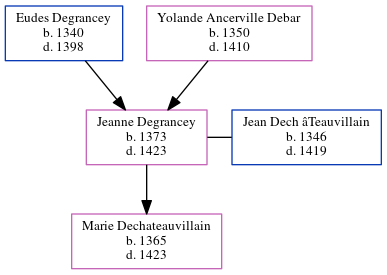 Eudes Degrancey
b. 1340
d. 1398
Yolande Ancerville Debar
b. 1350
d. 1410
Jeanne Degrancey
b. 1373
d. 1423
Jean Dech âTeauvillain
b. 1346
d. 1419
Marie Dechateauvillain
b. 1365
d. 1423